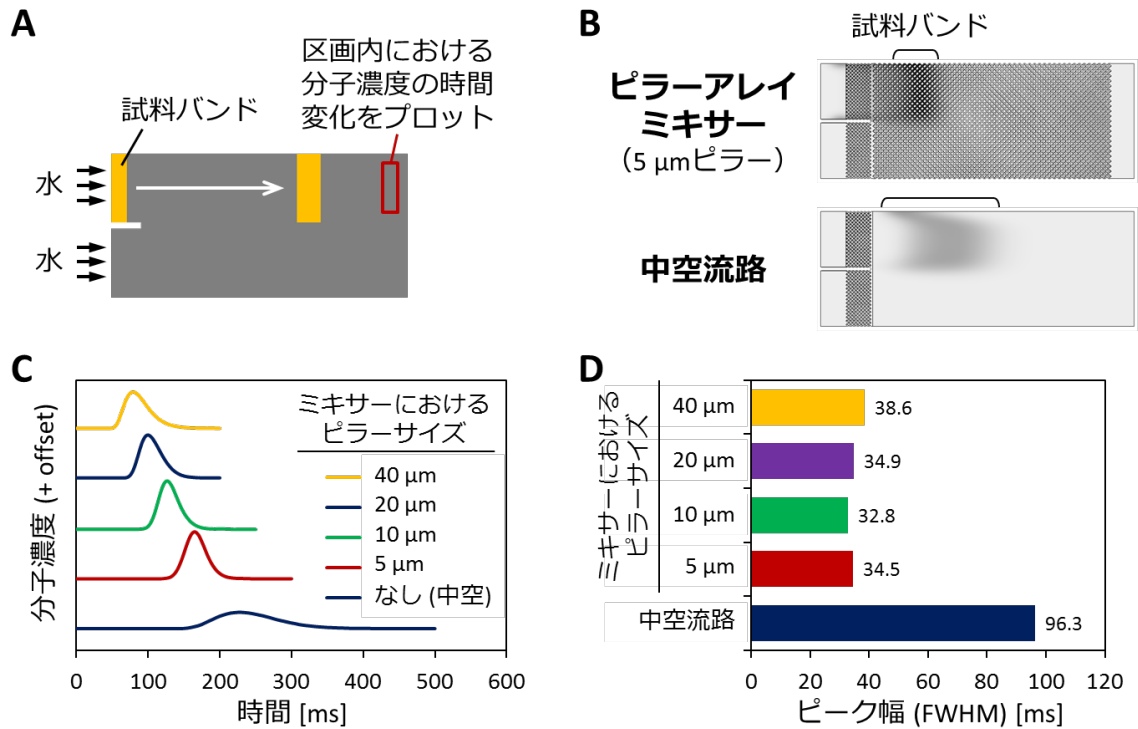 A
試料バンド
区画内における
分子濃度の時間
変化をプロット
水
水
B
試料バンド
ピラーアレイ
ミキサー
（5 µmピラー）
中空流路
C
分子濃度 (+ offset)
ミキサーにおける
ピラーサイズ
40 µm
20 µm
10 µm
5 µm
なし (中空)
0 100 200 300 400 500 600
時間 [ms]
D
ミキサーにおける
ピラーサイズ
40 µm 38.6
20 µm 34.9
10 µm 32.8
5 µm 34.5
中空流路 96.3
0 20 40 60 80 100 120
ピーク幅 (FWHM) [ms]